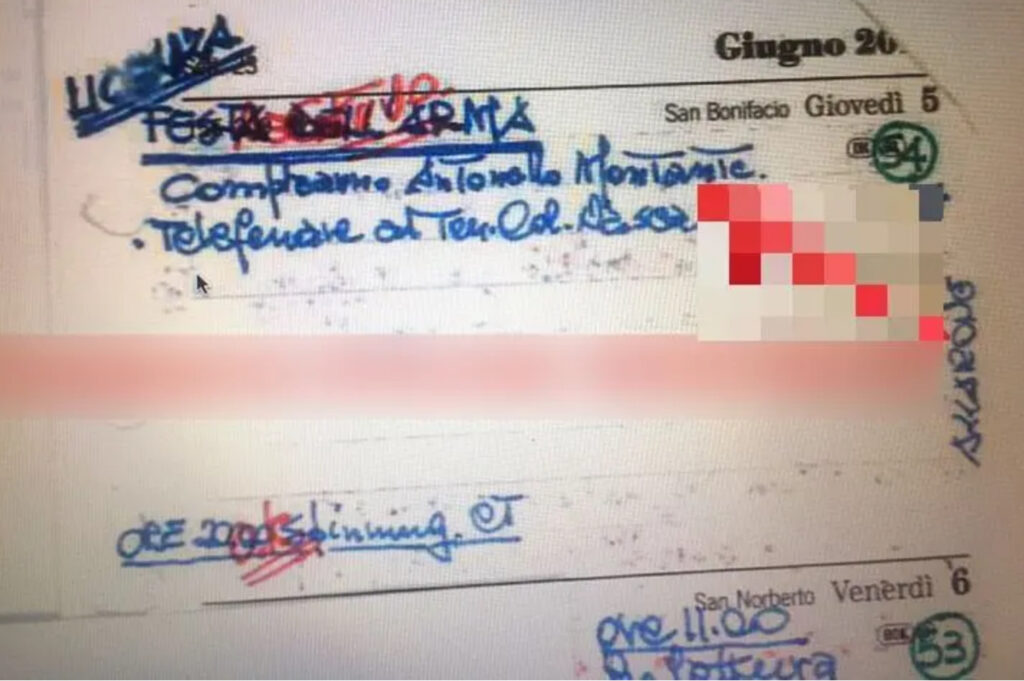 Giugno 20
LICENZA
San Bonifacio Giovedì 5
FESTA DELL'ARMA
54
Compleanno Antonello Montante.
. Telefonare al Ten. Col.
ORE 20.00 Spinning. CT
San Norberto Venerdì 6
ore 11.00
53